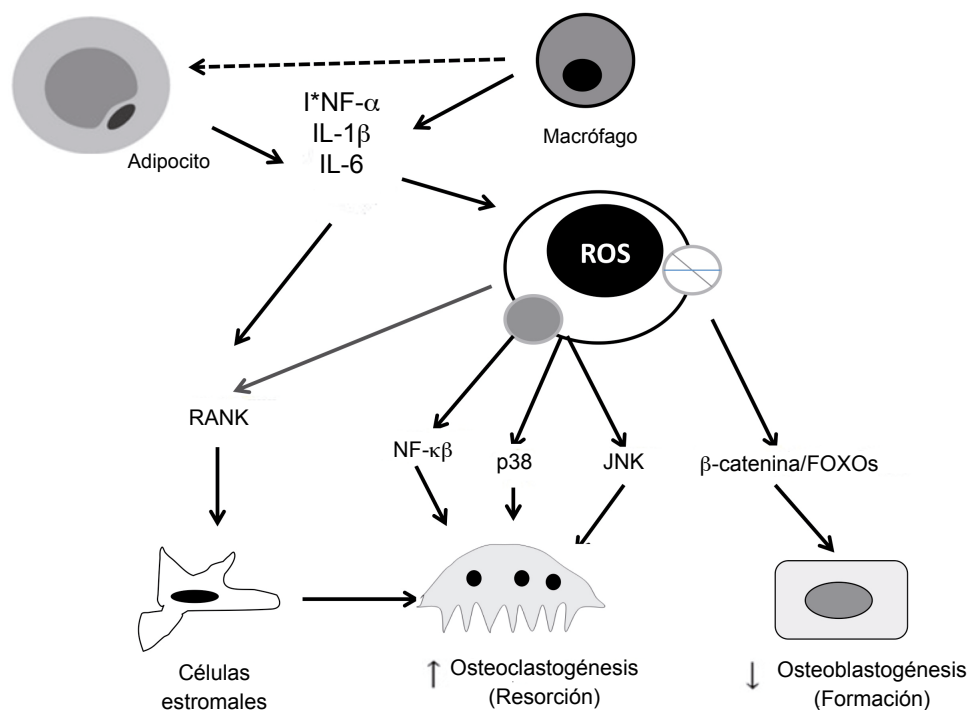 I*NF-α
IL-1β
IL-6
Adipocito
Macrófago
ROS
RANK
NF-κβ
p38
JNK
β-catenina/FOXOs
Células
estromales
↑ Osteoclastogénesis
(Resorción)
↓ Osteoblastogénesis
(Formación)